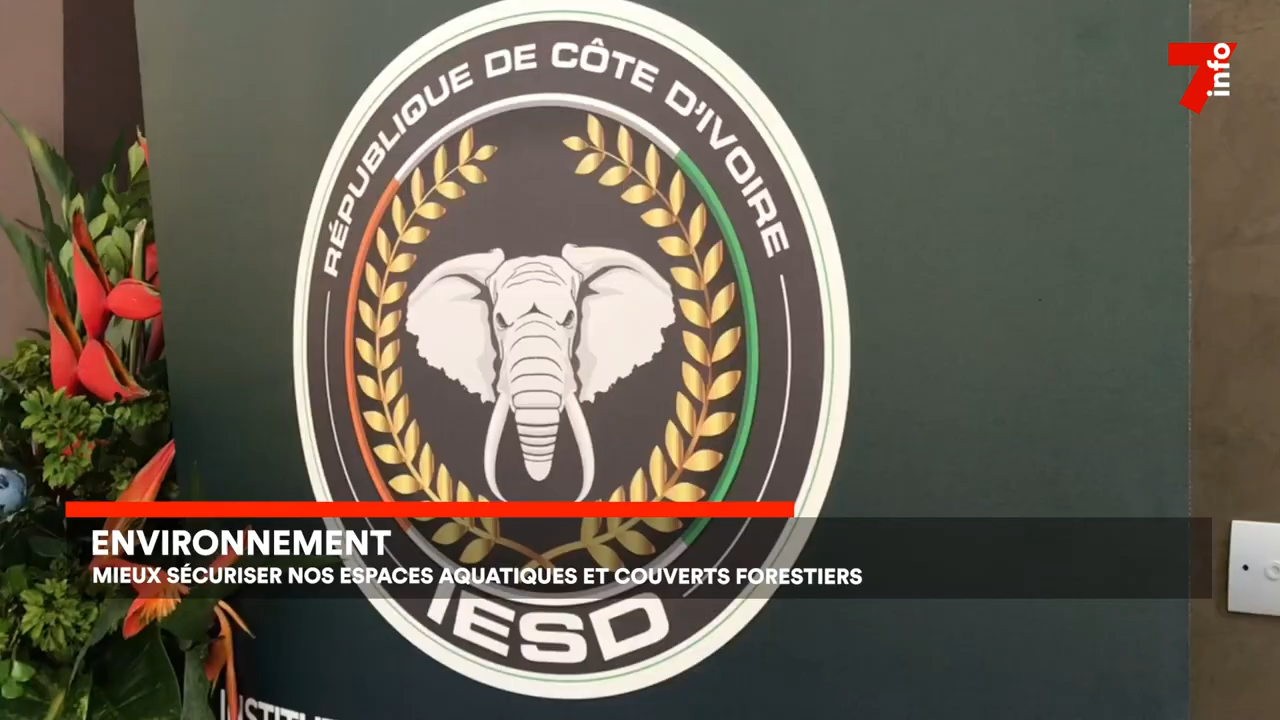 RÉPUBLIQUE DE CÔTE D'IVOIRE
7info
ENVIRONNEMENT
MIEUX SÉCURISER NOS ESPACES AQUATIQUES ET COUVERTS FORESTIERS
IESD